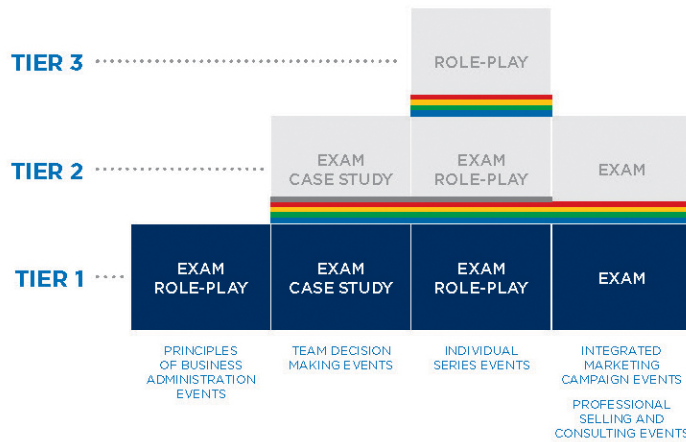 TIER 3
ROLE-PLAY
TIER 2
EXAM
CASE STUDY
EXAM
ROLE-PLAY
EXAM
TIER 1
EXAM
ROLE-PLAY
EXAM
CASE STUDY
EXAM
ROLE-PLAY
EXAM
PRINCIPLES
OF BUSINESS
ADMINISTRATION
EVENTS
TEAM DECISION
MAKING EVENTS
INDIVIDUAL
SERIES EVENTS
INTEGRATED
MARKETING
CAMPAIGN EVENTS
PROFESSIONAL
SELLING AND
CONSULTING EVENTS